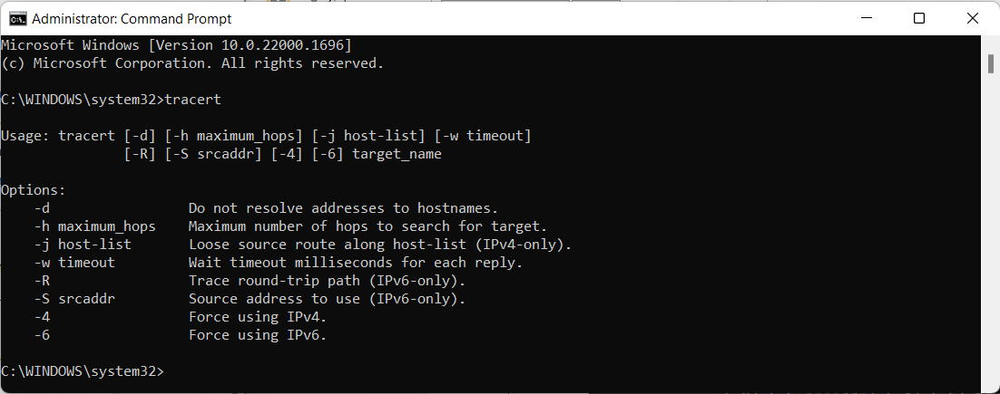 Administrator: Command Prompt
Microsoft Windows [Version 10.0.22000.1696]
(c) Microsoft Corporation. All rights reserved.
C:\WINDOWS\system32>tracert
Usage: tracert [-d] [-h maximum_hops] [-j host-list] [-w timeout]
[-R] [-S srcaddr] [-4] [-6] target_name
Options:
-d Do not resolve addresses to hostnames.
-h maximum_hops Maximum number of hops to search for target.
-j host-list Loose source route along host-list (IPv4-only).
-w timeout Wait timeout milliseconds for each reply.
-R Trace round-trip path (IPv6-only).
-S srcaddr Source address to use (IPv6-only).
-4 Force using IPv4.
-6 Force using IPv6.
C:\WINDOWS\system32>